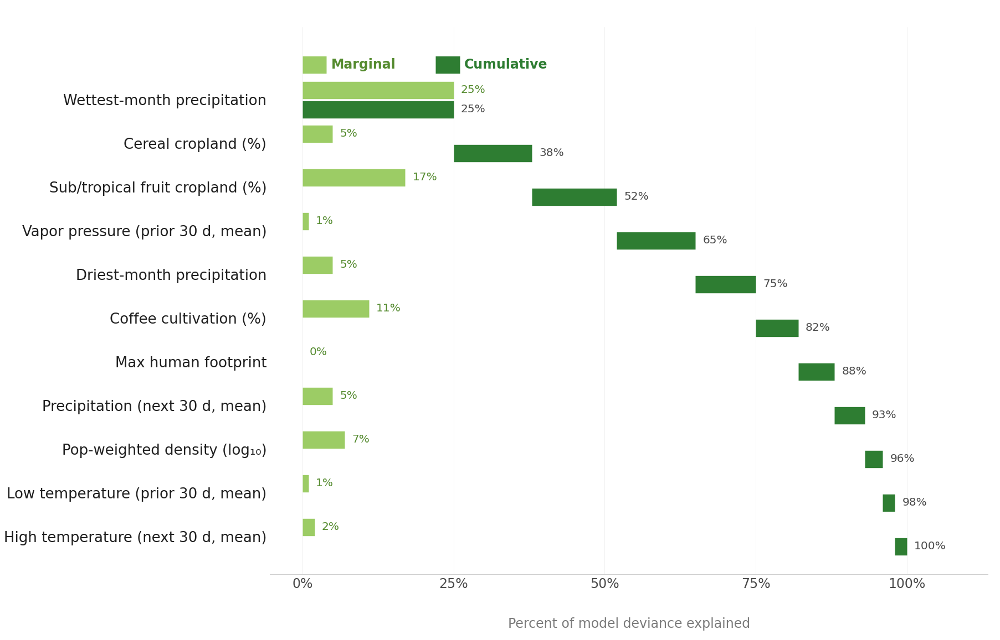 Marginal Cumulative
Wettest-month precipitation 25%
25%
Cereal cropland (%) 5%
38%
Sub/tropical fruit cropland (%) 17%
52%
Vapor pressure (prior 30 d, mean) 1%
65%
Driest-month precipitation 5%
75%
Coffee cultivation (%) 11%
82%
Max human footprint 0%
88%
Precipitation (next 30 d, mean) 5%
93%
Pop-weighted density (log₁₀) 7%
96%
Low temperature (prior 30 d, mean) 1%
98%
High temperature (next 30 d, mean) 2%
100%
0% 25% 50% 75% 100%
Percent of model deviance explained